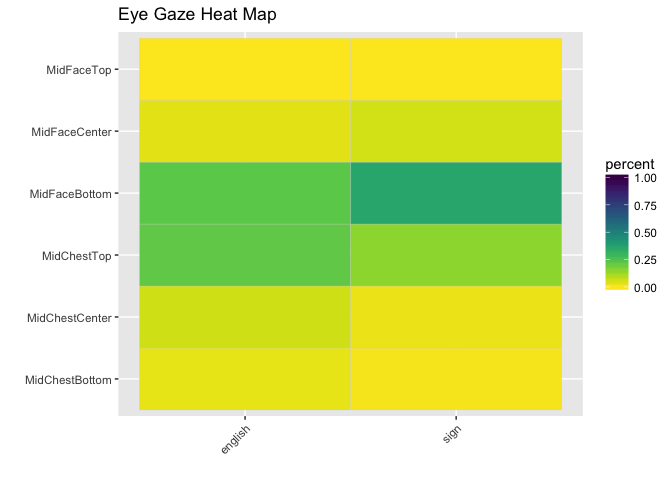 Eye Gaze Heat Map
MidFaceTop
MidFaceCenter
MidFaceBottom
MidChestTop
MidChestCenter
MidChestBottom
english
sign
percent
1.00
0.75
0.50
0.25
0.00